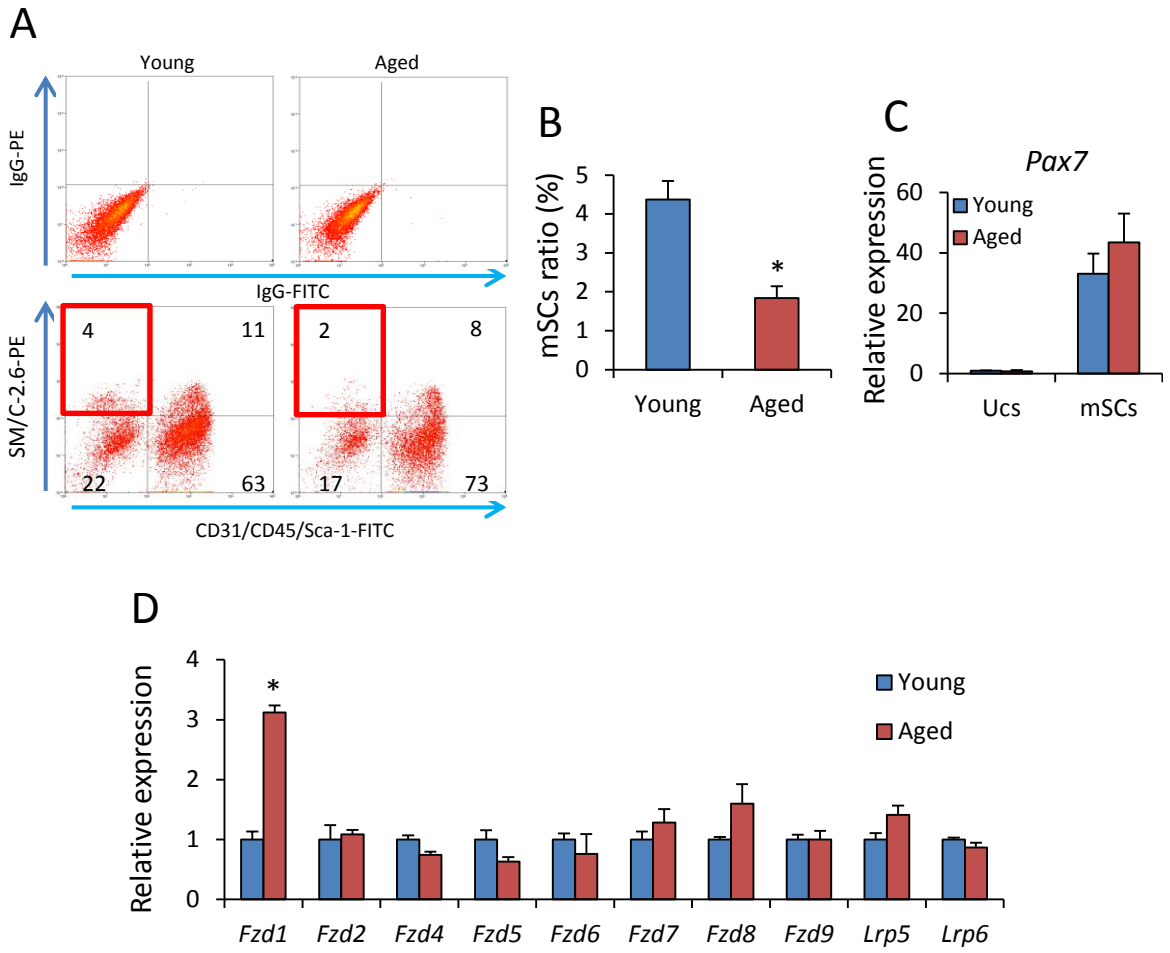 A
Young
Aged
IgG-PE
IgG-FITC
SM/C-2.6-PE
4
11
22
63
2
8
17
73
CD31/CD45/Sca-1-FITC
B
mSCs ratio (%)
5
4
3
2
1
0
*
Young
Aged
C
Pax7
Relative expression
60
40
20
0
Young
Aged
Ucs
mSCs
D
Relative expression
4
3
2
1
0
*
Young
Aged
Fzd1
Fzd2
Fzd4
Fzd5
Fzd6
Fzd7
Fzd8
Fzd9
Lrp5
Lrp6